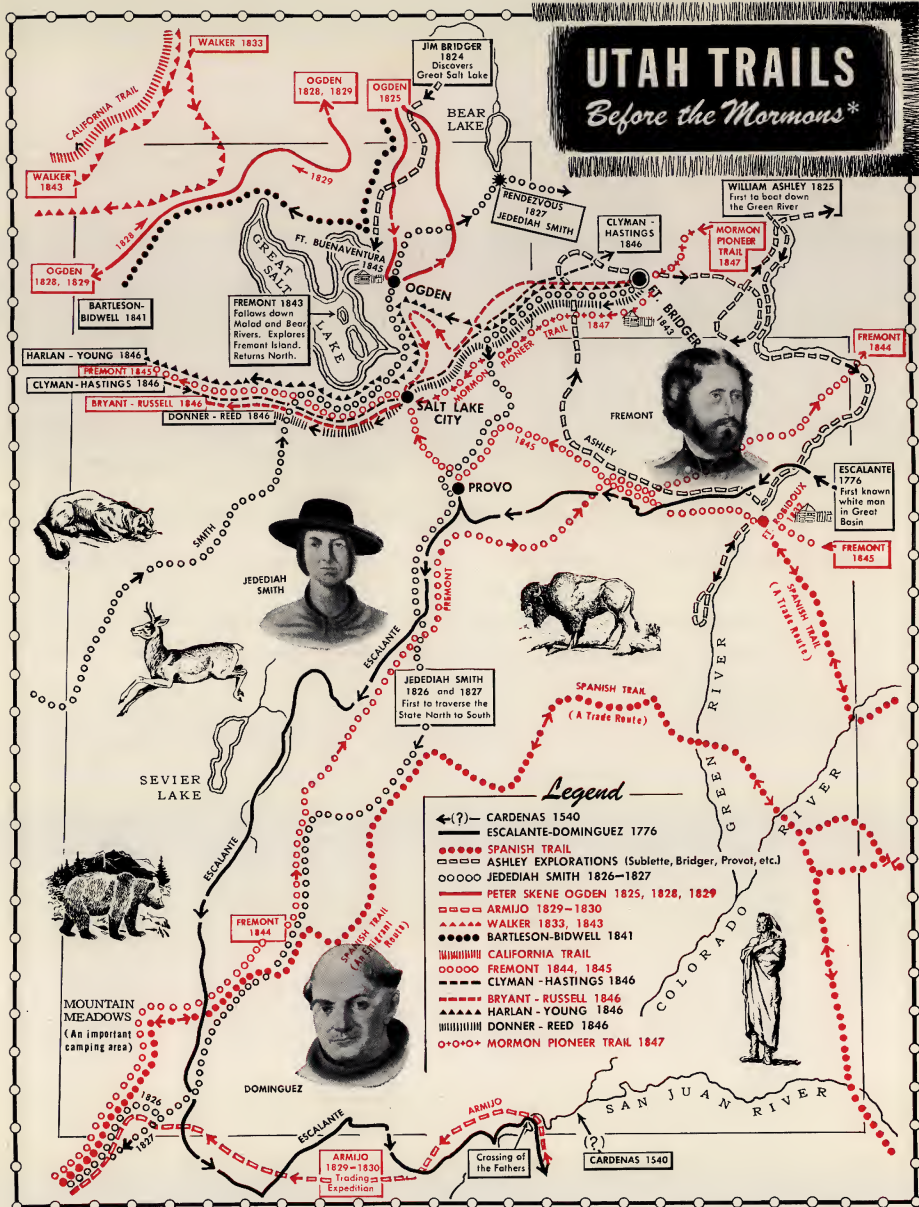 UTAH TRAILS
Before the Mormons*
WALKER 1833
CALIFORNIA TRAIL
OGDEN
1828, 1829
OGDEN
1825
JIM BRIDGER
1824
Discovers
Great Salt Lake
BEAR
LAKE
WALKER
1843
1829
1828
RENDEZVOUS
1827
JEDEDIAH SMITH
WILLIAM ASHLEY 1825
First to boat down
the Green River
CLYMAN -
HASTINGS
1846
MORMON
PIONEER
TRAIL
1847
OGDEN
1828, 1829
BARTLESON-
BIDWELL 1841
GREAT
SALT
LAKE
FT. BUENAVENTURA
1845
OGDEN
FREMONT 1843
Follows down
Malad and Bear
Rivers. Explores
Fremont Island.
Returns North.
FT. BRIDGER
1843
1847
MORMON PIONEER TRAIL
FREMONT
1844
HARLAN - YOUNG 1846
FREMONT 1845
CLYMAN-HASTINGS 1846
BRYANT - RUSSELL 1846
DONNER - REED 1846
SALT LAKE
CITY
FREMONT
ASHLEY
1845
PROVO
ESCALANTE
1776
First known
white man
in Great
Basin
FT. ROBIDOUX
1832
FREMONT
1845
SMITH
JEDEDIAH
SMITH
FREMONT
SPANISH TRAIL
(A Trade Route)
ESCALANTE
JEDEDIAH SMITH
1826 and 1827
First to traverse the
State North to South
SPANISH TRAIL
(A Trade Route)
GREEN RIVER
SEVIER
LAKE
COLORADO RIVER
Legend
←(?)— CARDENAS 1540
ESCALANTE-DOMINGUEZ 1776
SPANISH TRAIL
ASHLEY EXPLORATIONS (Sublette, Bridger, Provot, etc.)
JEDEDIAH SMITH 1826—1827
PETER SKENE OGDEN 1825, 1828, 1829
ARMIJO 1829—1830
WALKER 1833, 1843
BARTLESON-BIDWELL 1841
CALIFORNIA TRAIL
FREMONT 1844, 1845
CLYMAN-HASTINGS 1846
BRYANT - RUSSELL 1846
HARLAN - YOUNG 1846
DONNER - REED 1846
MORMON PIONEER TRAIL 1847
ESCALANTE
FREMONT
1844
SPANISH TRAIL
(An Emigrant
Route)
MOUNTAIN
MEADOWS
(An important
camping area)
DOMINGUEZ
1826
1827
ESCALANTE
ARMIJO
SAN JUAN RIVER
ARMIJO
1829—1830
Trading
Expedition
Crossing of
the Fathers
(?)
CARDENAS 1540